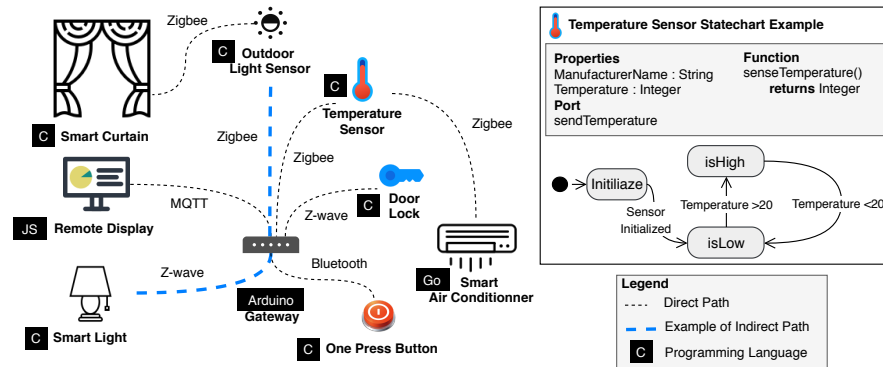 Zigbee
C Outdoor
Light Sensor
C Smart Curtain
C
Temperature
Sensor
Zigbee
Zigbee
Zigbee
JS Remote Display
MQTT
C Door
Lock
Z-wave
Z-wave
Bluetooth
Arduino
Gateway
Go Smart
Air Conditionner
C Smart Light
C One Press Button
Temperature Sensor Statechart Example
Properties
ManufacturerName : String
Temperature : Integer
Port
sendTemperature
Function
senseTemperature()
returns Integer
Initiliaze
isHigh
Sensor
Initialized
Temperature >20
Temperature <20
isLow
Legend
Direct Path
Example of Indirect Path
C Programming Language